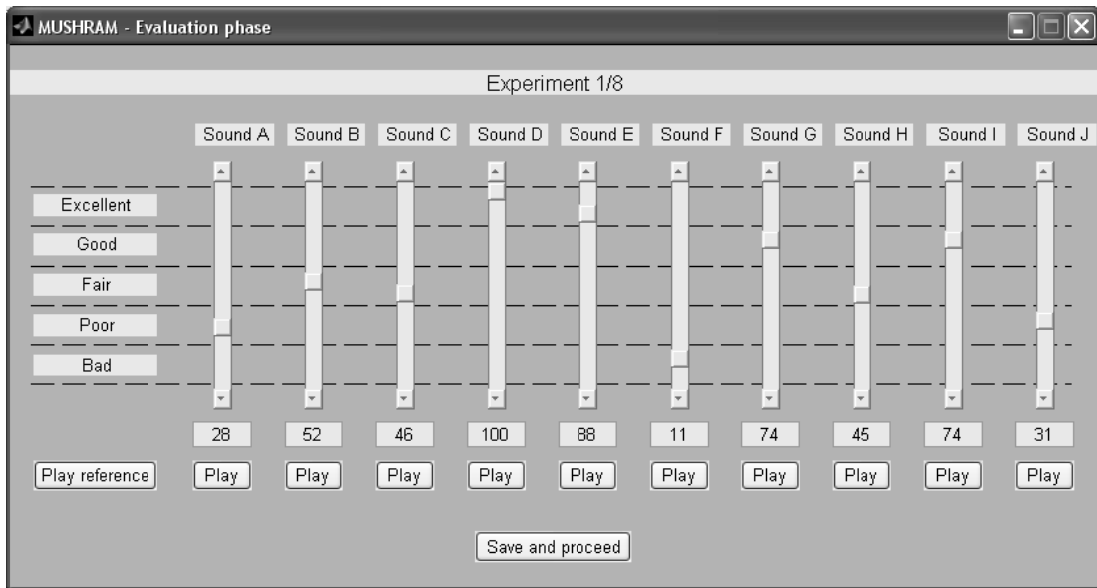 MUSHRAM - Evaluation phase
Experiment 1/8
Sound A Sound B Sound C Sound D Sound E Sound F Sound G Sound H Sound I Sound J
Excellent
Good
Fair
Poor
Bad
28 52 46 100 88 11 74 45 74 31
Play reference Play Play Play Play Play Play Play Play Play Play
Save and proceed